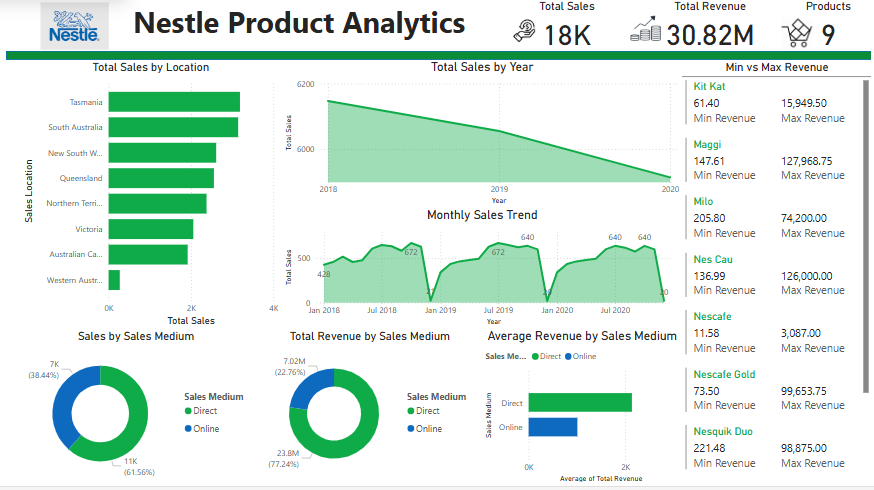 Nestlé
Nestle Product Analytics
Total Sales
18K
Total Revenue
30.82M
Products
9
Total Sales by Location
Sales Location
Tasmania
South Australia
New South W...
Queensland
Northern Terri...
Victoria
Australian Ca...
Western Austr...
0K 2K 4K
Total Sales
Total Sales by Year
Total Sales
6200
6000
2018 2019 2020
Year
Monthly Sales Trend
Total Sales
500
0
428
672
672
640
640
640
20
Jan 2018 Jul 2018 Jan 2019 Jul 2019 Jan 2020 Jul 2020
Year
Min vs Max Revenue
Kit Kat
61.40 15,949.50
Min Revenue Max Revenue
Maggi
147.61 127,968.75
Min Revenue Max Revenue
Milo
205.80 74,200.00
Min Revenue Max Revenue
Nes Cau
136.99 126,000.00
Min Revenue Max Revenue
Nescafe
11.58 3,087.00
Min Revenue Max Revenue
Nescafe Gold
73.50 99,653.75
Min Revenue Max Revenue
Nesquik Duo
221.48 98,875.00
Min Revenue Max Revenue
Sales by Sales Medium
7K
(38.44%)
11K
(61.56%)
Sales Medium
Direct
Online
Total Revenue by Sales Medium
7.02M
(22.76%)
23.8M
(77.24%)
Sales Medium
Direct
Online
Average Revenue by Sales Medium
Sales Me... Direct Online
Sales Medium
Direct
Online
0K 2K
Average of Total Revenue